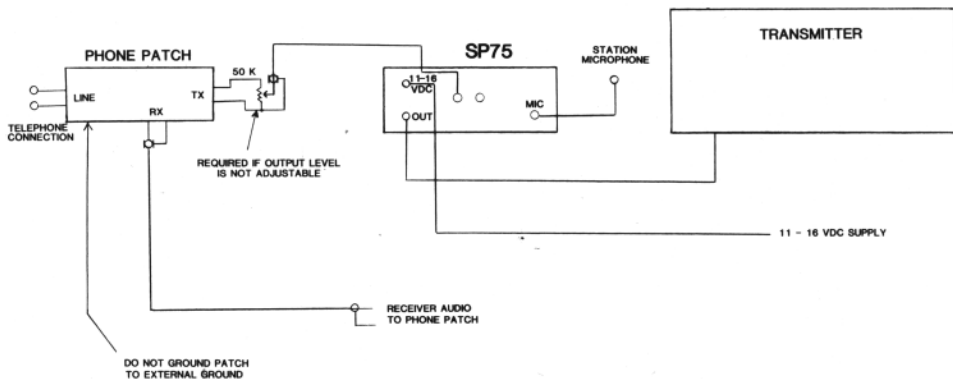 PHONE PATCH
LINE
TX
RX
50 K
TELEPHONE
CONNECTION
REQUIRED IF OUTPUT LEVEL
IS NOT ADJUSTABLE
SP75
11-16
VDC
OUT
MIC
STATION
MICROPHONE
TRANSMITTER
11 - 16 VDC SUPPLY
RECEIVER AUDIO
TO PHONE PATCH
DO NOT GROUND PATCH
TO EXTERNAL GROUND